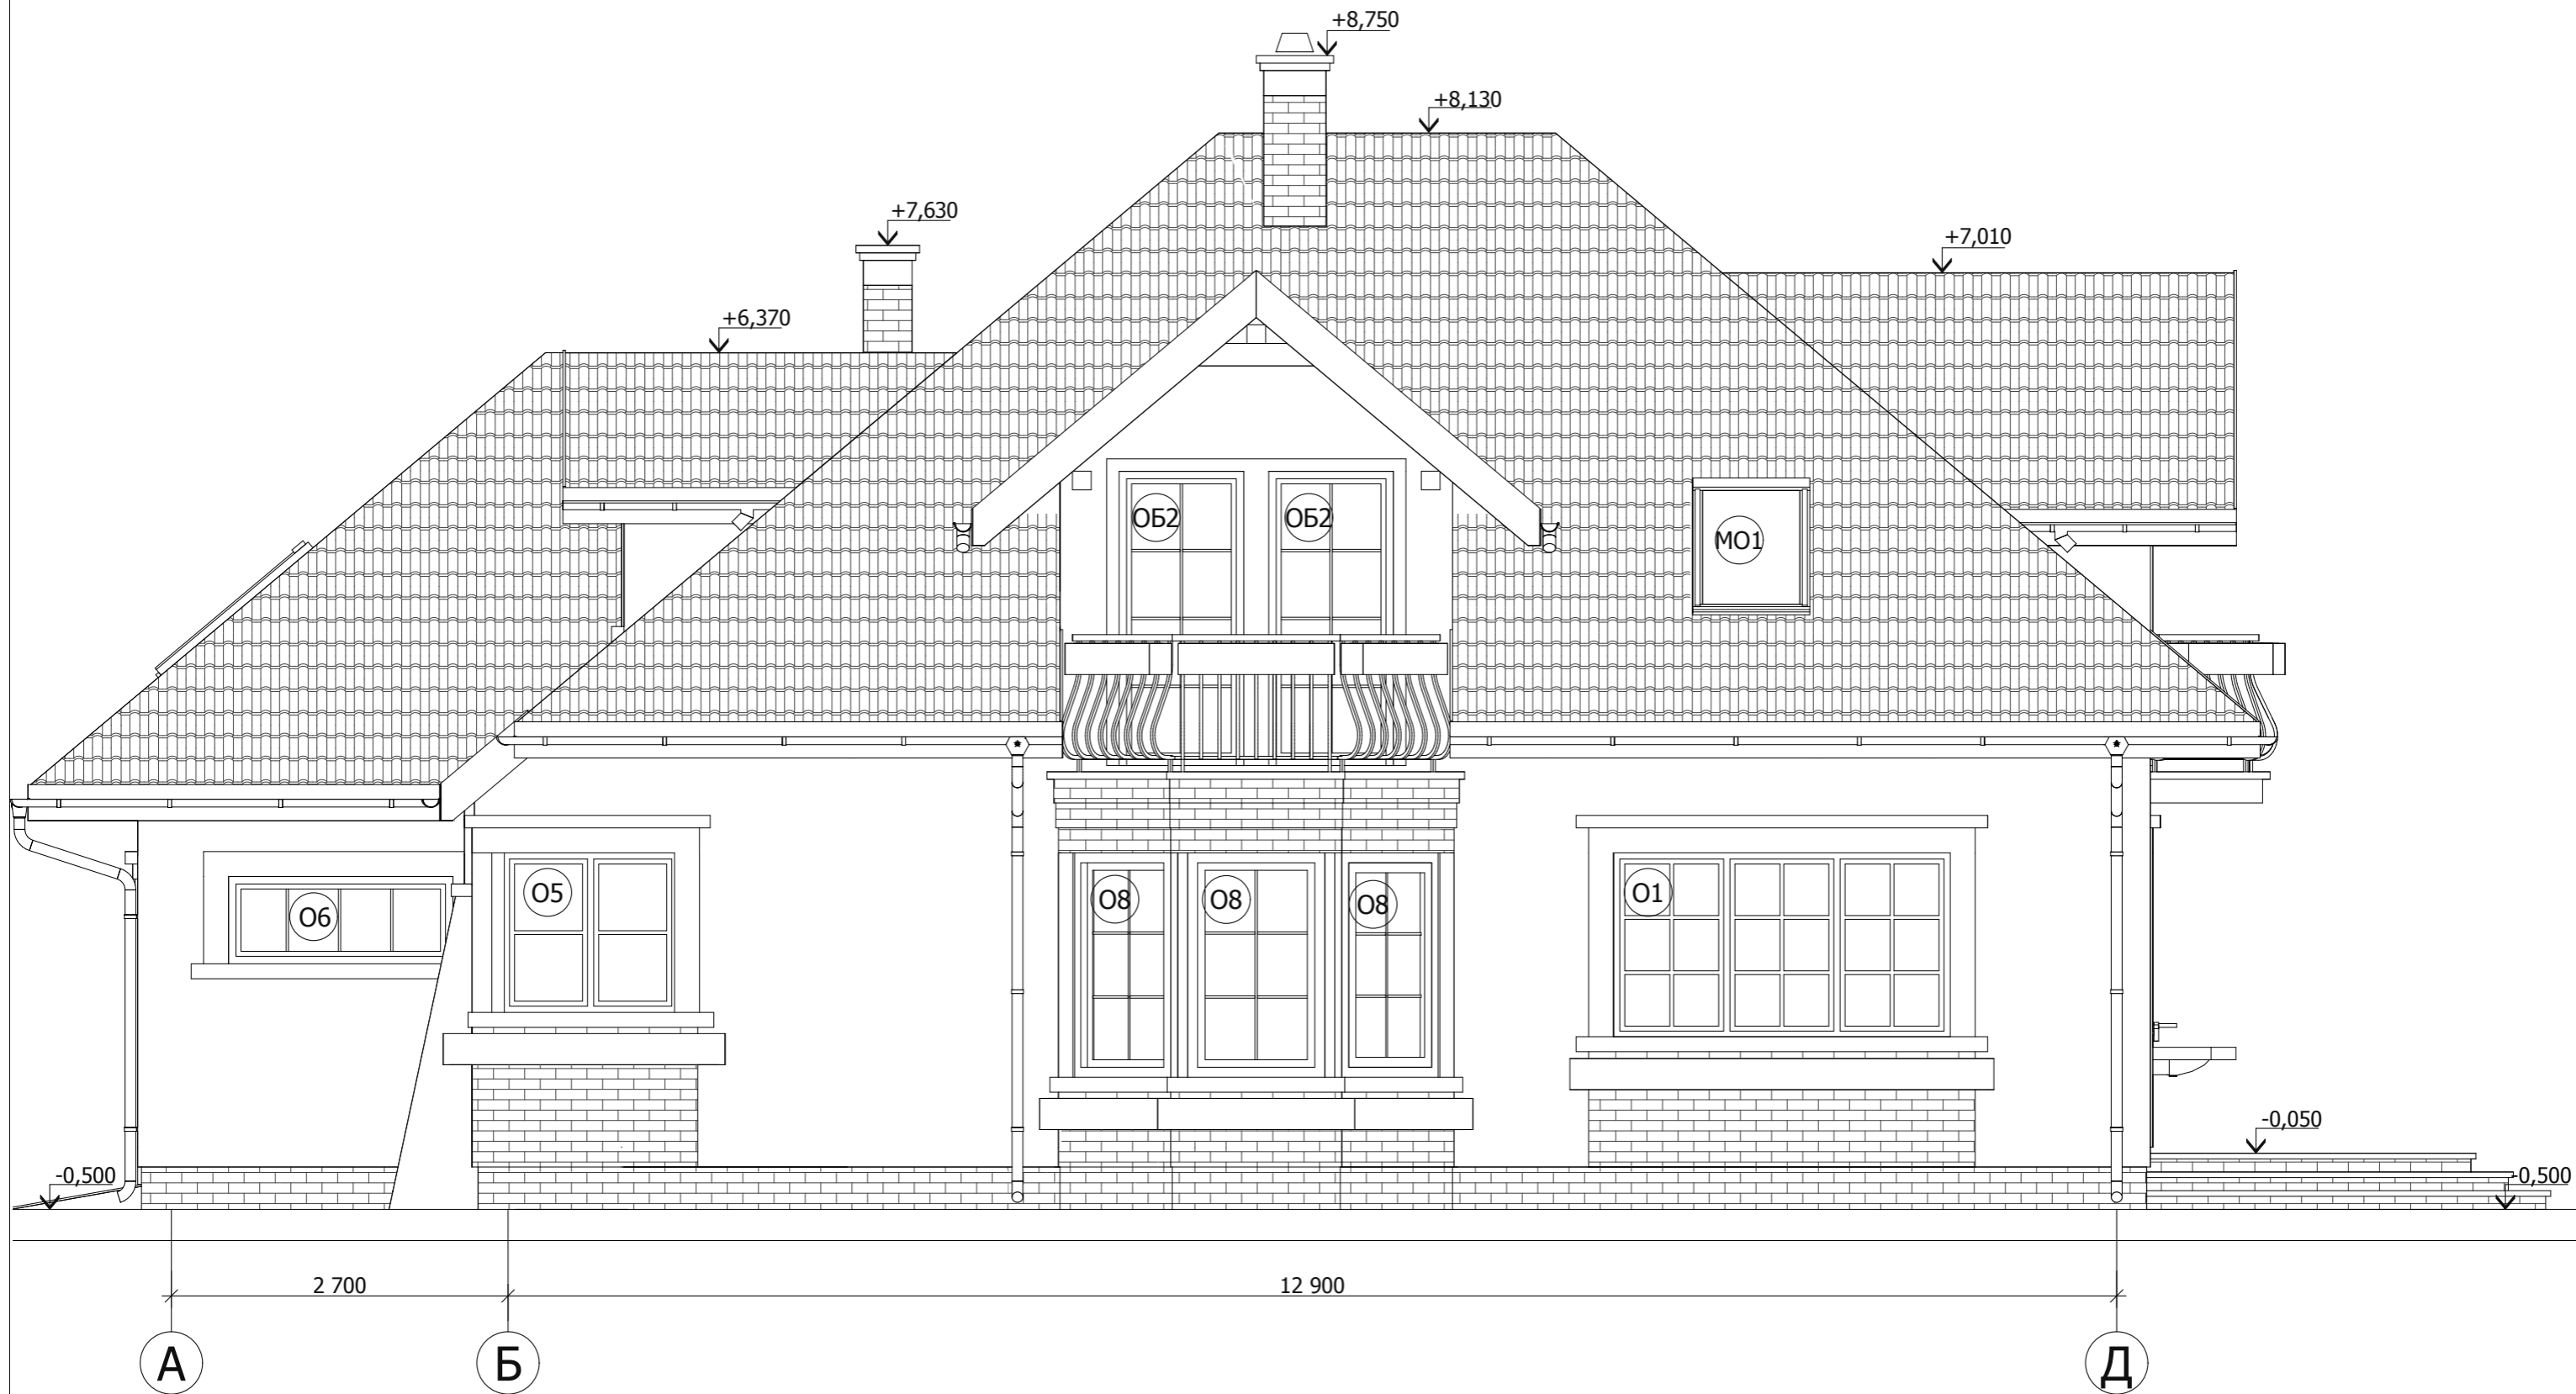 +8,750
+8,130
+7,630
+7,010
+6,370
ОБ2
ОБ2
МО1
О6
О5
О8
О8
О8
О1
-0,050
-0,500
-0,500
2 700
12 900
А
Б
Д